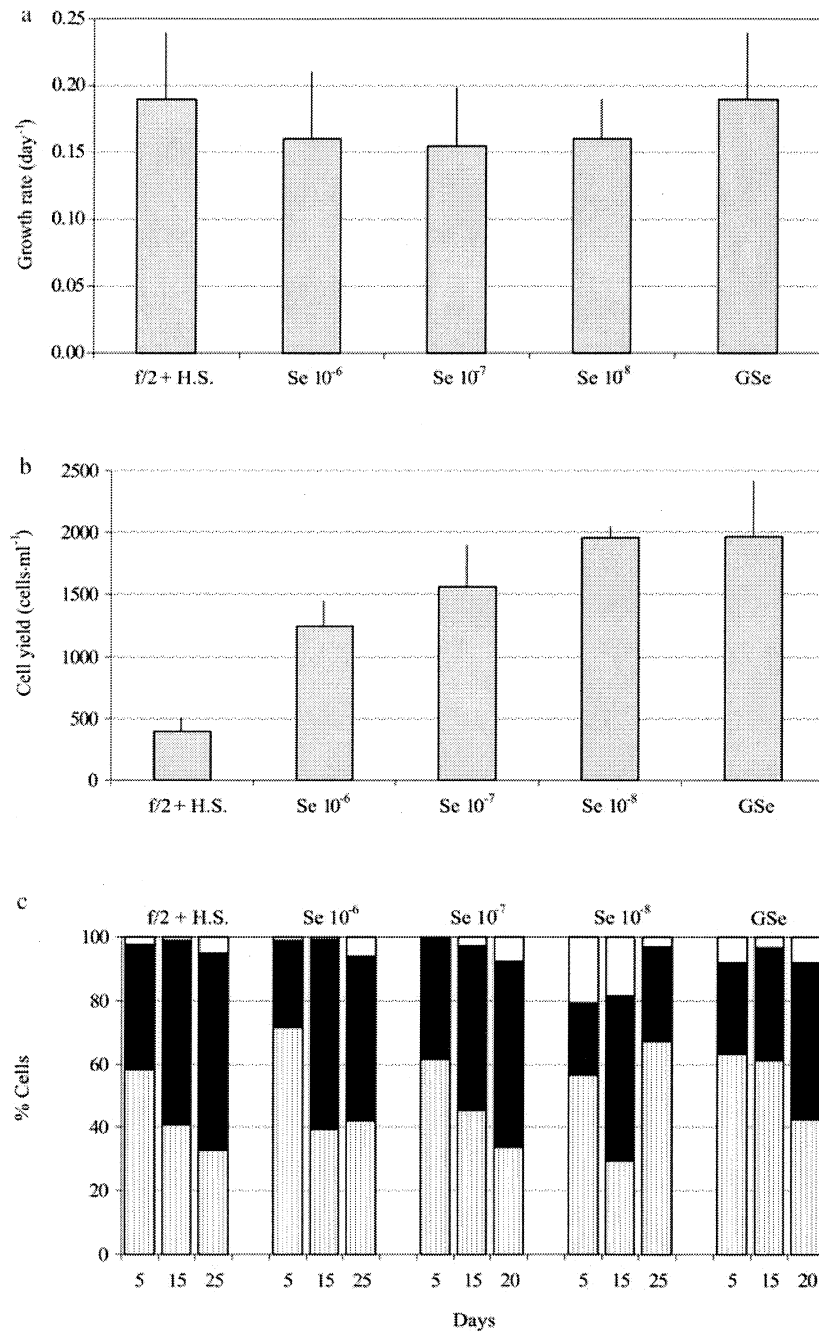 a
0.25
0.20
0.15
0.10
0.05
0.00
Growth rate (day⁻¹)
f/2 + H.S. Se 10⁻⁶ Se 10⁻⁷ Se 10⁻⁸ GSe
b
2500
2000
1500
1000
500
0
Cell yield (cells·ml⁻¹)
f/2 + H.S. Se 10⁻⁶ Se 10⁻⁷ Se 10⁻⁸ GSe
c
f/2 + H.S. Se 10⁻⁶ Se 10⁻⁷ Se 10⁻⁸ GSe
100
80
60
40
20
0
% Cells
5 15 25 5 15 25 5 15 20 5 15 25 5 15 20
Days